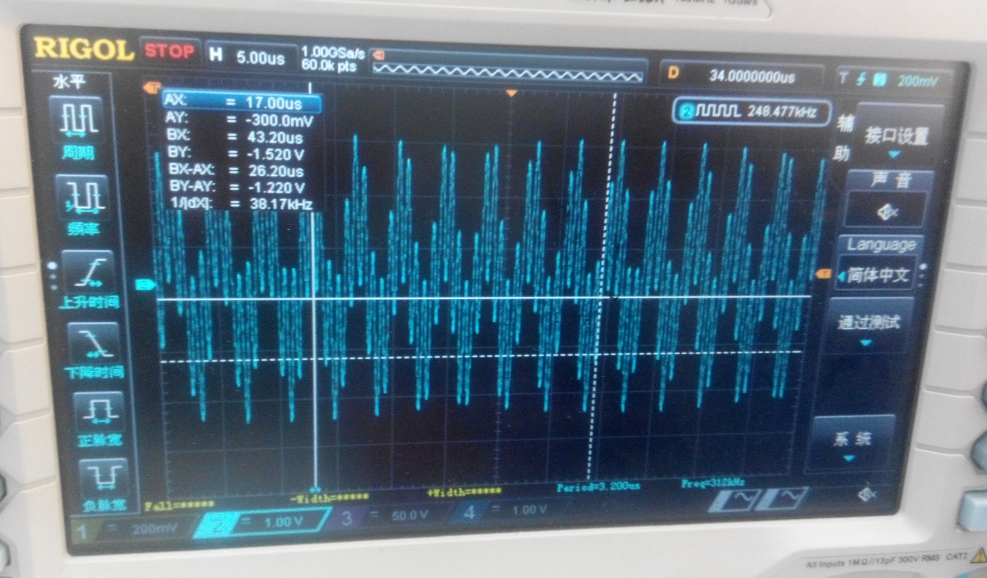 RIGOL STOP H 5.00us 1.00GSa/s 60.0k pts D 34.0000000us T 200mV
水平
周期
频率
上升时间
下降时间
正脉宽
负脉宽
AX: = 17.00us
AY: = -300.0mV
BX: = 43.20us
BY: = -1.520 V
BX-AX: = 26.20us
BY-AY: = -1.220 V
1/|dX|: = 38.17kHz
2 248.477kHz
辅助
接口设置
声音
Language
简体中文
通过测试
系统
Fall=***** -Width=***** +Width=***** Period=3.200us Freq=312kHz
1 = 200mV 2 = 1.00 V 3 = 50.0 V 4 = 1.00 V
All Inputs 1MΩ//13pF 300V RMS CAT I